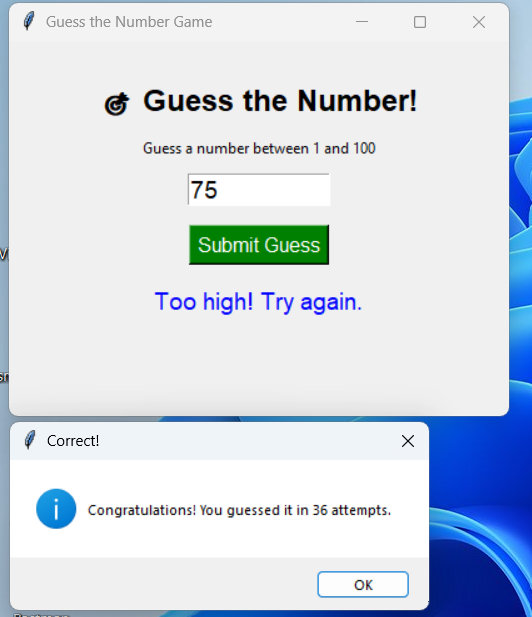 Guess the Number Game
Guess the Number!
Guess a number between 1 and 100
75
Submit Guess
Too high! Try again.
Correct!
Congratulations! You guessed it in 36 attempts.
OK